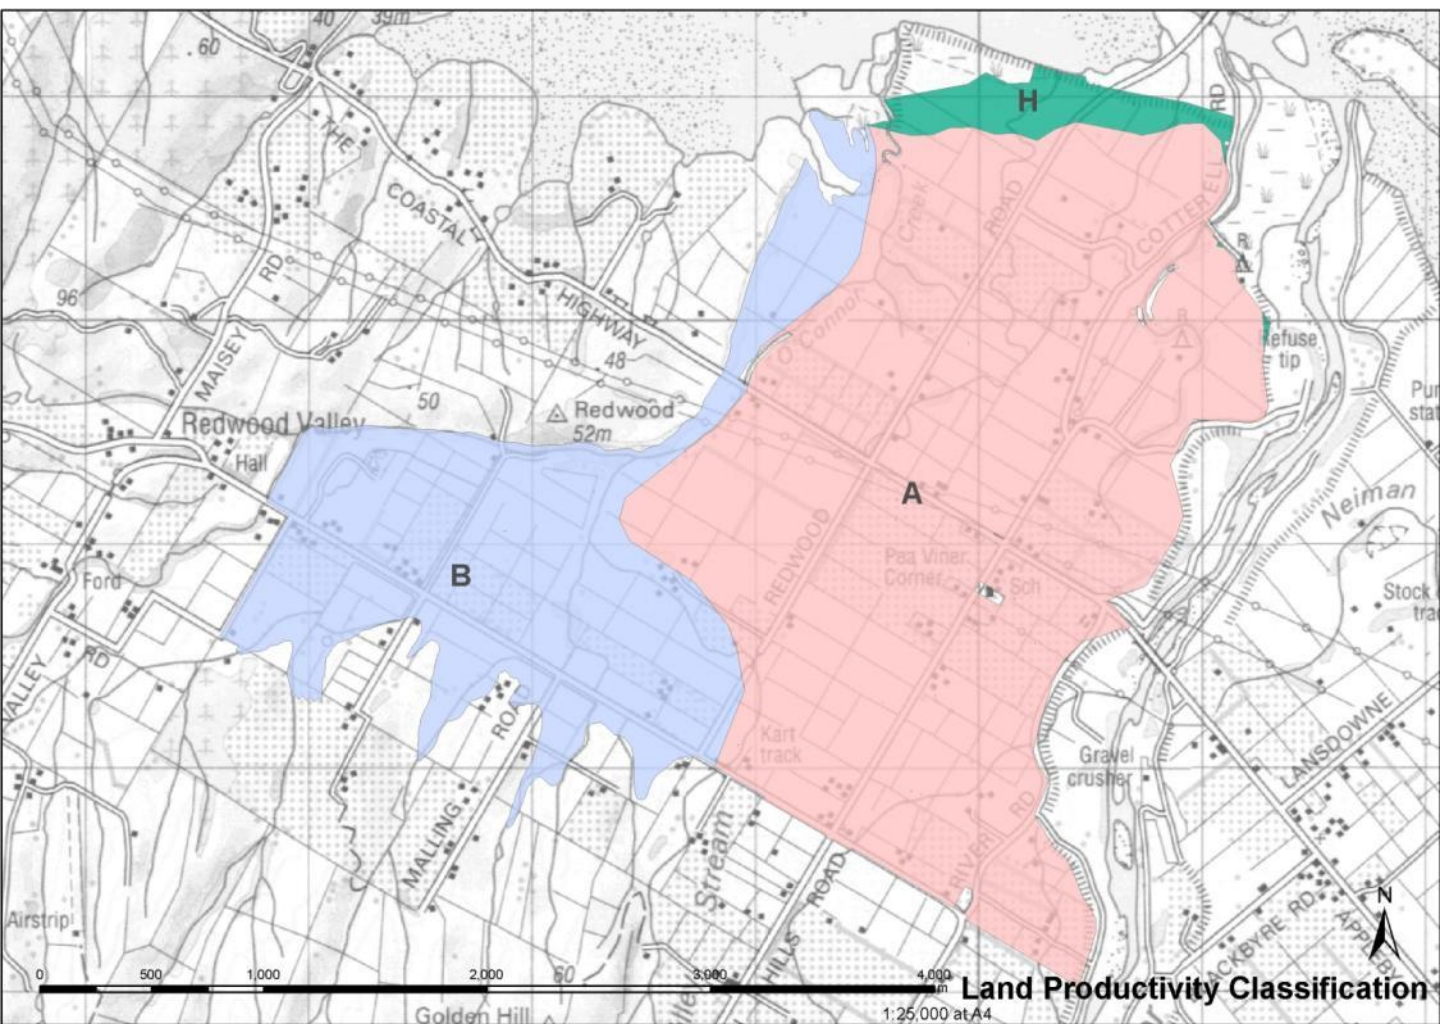 40
39m
.60
H
RD
THE
COASTAL
HIGHWAY
Creek
ROAD
COTTERELL
R
RD
96
MAISEY
O'Connor
R
.48
Refuse
tip
50
Redwood
52m
Redwood Valley
Hall
A
Neiman
B
REDWOOD
Pea Viner
Corner
Sch
Ford
Stock
RD
VALLEY
ROA
Kart
track
Gravel
crusher
LANSDOWNE
RD
MALLING
RIVER
Stream
ROAD
Airstrip
HILLS
N
RD
60
0
500
1,000
2,000
3,000
4,000
m
Land Productivity Classification
1:25,000 at A4
Golden Hill